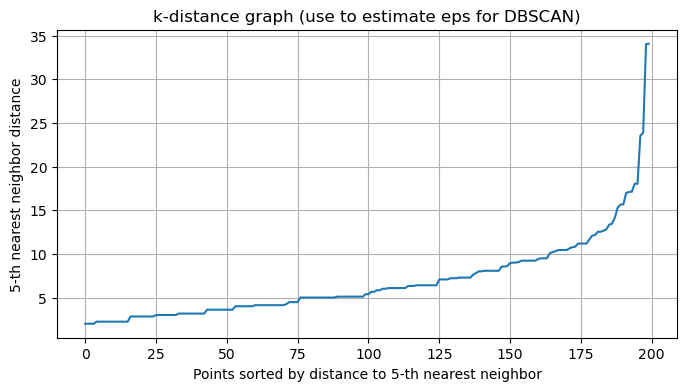 k-distance graph (use to estimate eps for DBSCAN)
35
30
25
20
15
10
5
5-th nearest neighbor distance
0 25 50 75 100 125 150 175 200
Points sorted by distance to 5-th nearest neighbor